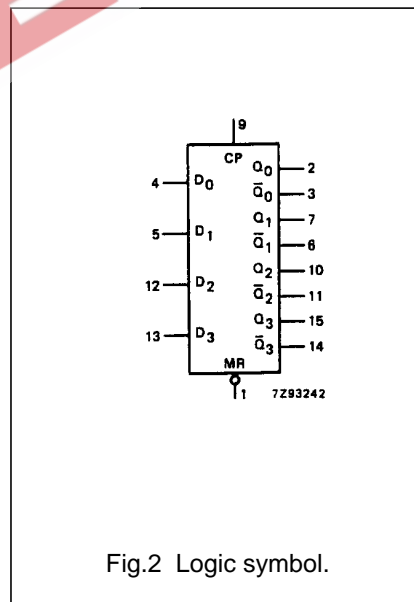 9
CP
4 D0 Q0 2
Q̄0 3
5 D1 Q1 7
Q̄1 6
12 D2 Q2 10
Q̄2 11
13 D3 Q3 15
Q̄3 14
MR
1 7Z93242
Fig.2 Logic symbol.